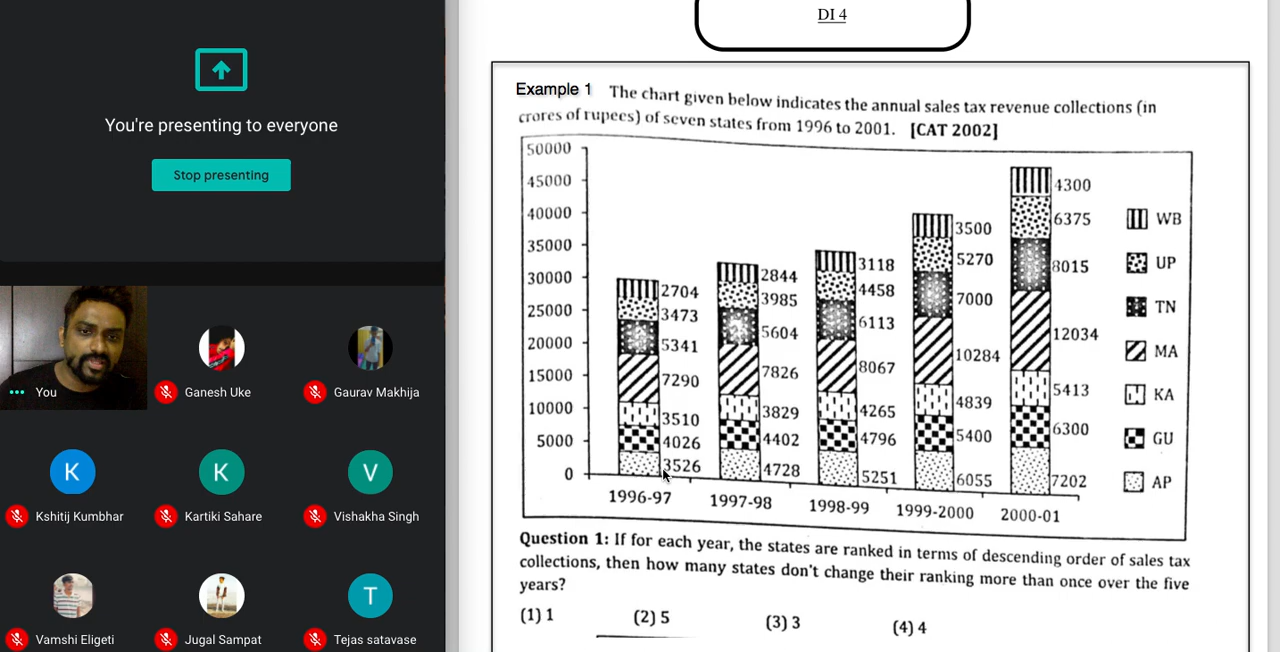 You're presenting to everyone
Stop presenting
You
Ganesh Uke
Gaurav Makhija
K
K
V
Kshitij Kumbhar
Kartiki Sahare
Vishakha Singh
T
Vamshi Eligeti
Jugal Sampat
Tejas satavase
DI 4
Example 1 The chart given below indicates the annual sales tax revenue collections (in
crores of rupees) of seven states from 1996 to 2001. [CAT 2002]
50000
45000
40000
35000
30000
25000
20000
15000
10000
5000
0
2704
3473
5341
7290
3510
4026
3526
1996-97
2844
3985
5604
7826
3829
4402
4728
1997-98
3118
4458
6113
8067
4265
4796
5251
1998-99
3500
5270
7000
10284
4839
5400
6055
1999-2000
4300
6375
8015
12034
5413
6300
7202
2000-01
WB
UP
TN
MA
KA
GU
AP
Question 1: If for each year, the states are ranked in terms of descending order of sales tax
collections, then how many states don't change their ranking more than once over the five
years?
(1) 1 (2) 5 (3) 3 (4) 4